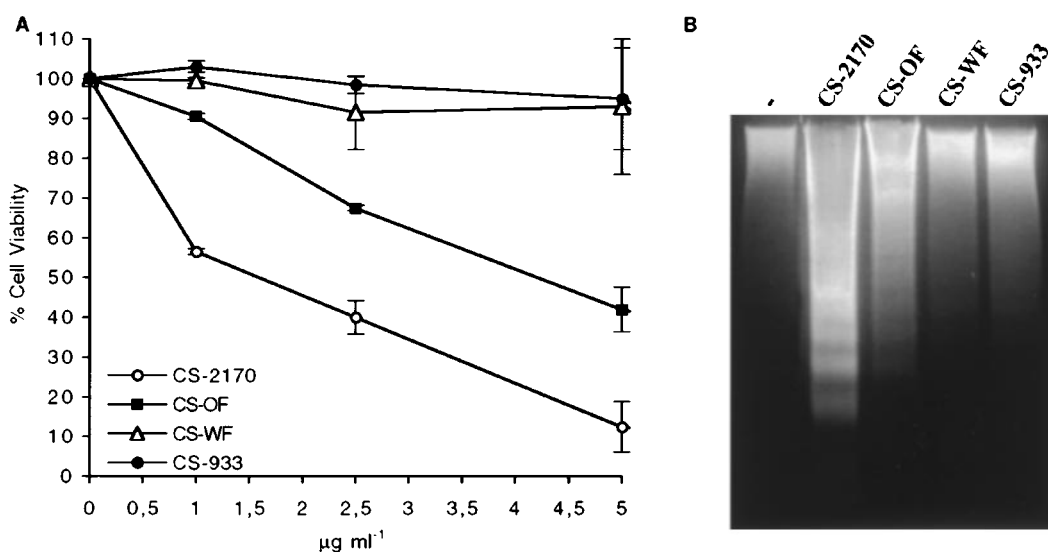 A
110
100
90
80
70
60
50
40
30
20
10
0
% Cell Viability
CS-2170
CS-OF
CS-WF
CS-933
0 0,5 1 1,5 2 2,5 3 3,5 4 4,5 5
µg ml⁻¹
B
- CS-2170 CS-OF CS-WF CS-933